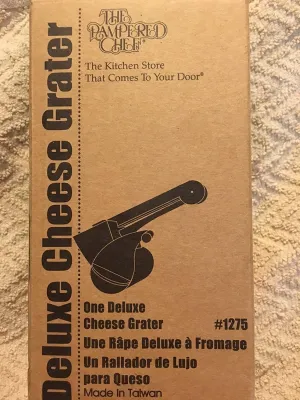 THE
PAMPERED
CHEF®
The Kitchen Store
That Comes To Your Door®
Deluxe Cheese Grater
One Deluxe
Cheese Grater #1275
Une Râpe Deluxe à Fromage
Un Rallador de Lujo
para Queso
Made In Taiwan